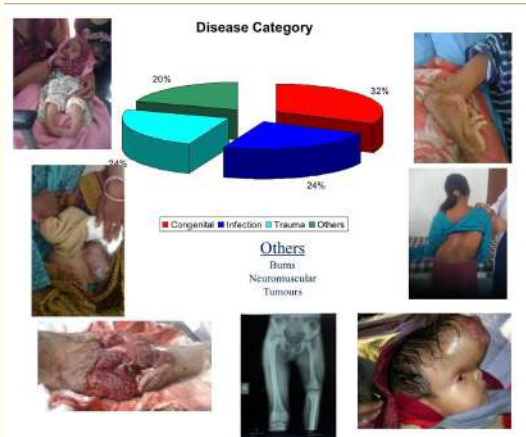 Disease Category
20%
32%
24%
24%
Congenital Infection Trauma Others
Others
Burns
Neuromuscular
Tumours